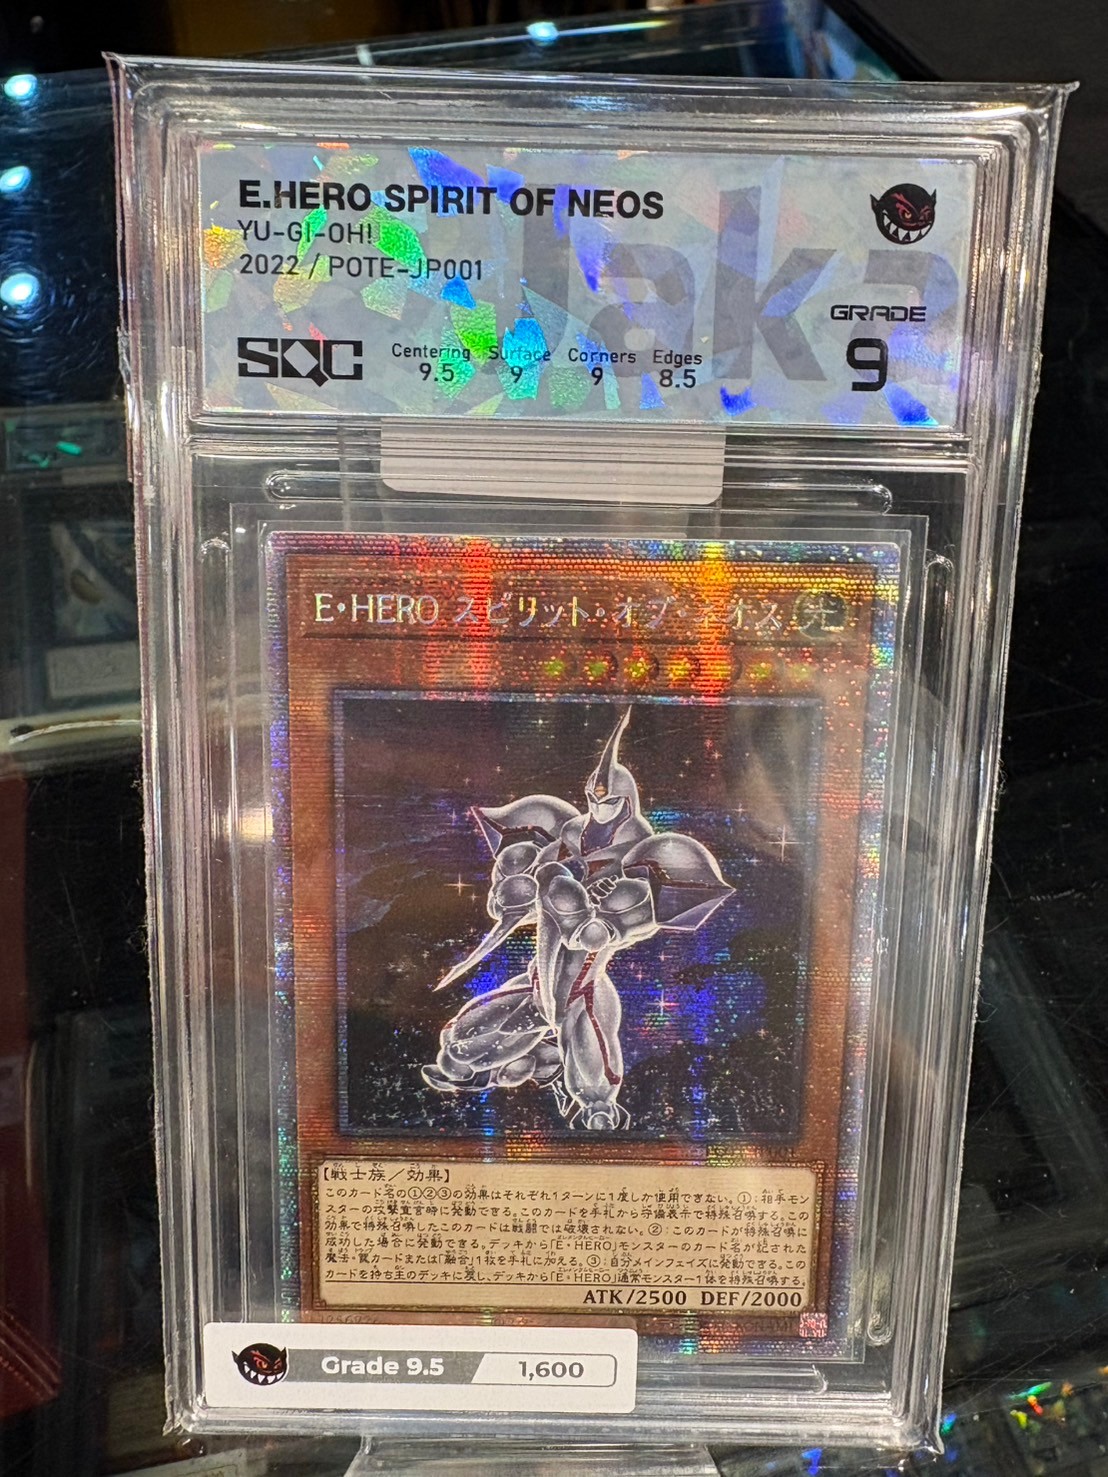 E.HERO SPIRIT OF NEOS
YU-GI-OH!
2022 / POTE-JP001
GRADE
9
SQC
Centering Surface Corners Edges
9.5 9 9 8.5
E・HERO スピリット・オブ・ネオス 光
【戦士族／効果】
このカード名の①②③の効果はそれぞれ1ターンに1度しか使用できない。①：相手モン
スターの攻撃宣言時に発動できる。このカードを手札から守備表示で特殊召喚する。この
効果で特殊召喚したこのカードは戦闘では破壊されない。②：このカードが特殊召喚に
成功した場合に発動できる。デッキから「E・HERO」モンスターのカード名が記された
魔法・罠カードまたは「融合」1枚を手札に加える。③：自分メインフェイズに発動できる。この
カードを持ち主のデッキに戻し、デッキから「E・HERO」通常モンスター1体を特殊召喚する。
ATK/2500 DEF/2000
KONAMI
Grade 9.5 1,600